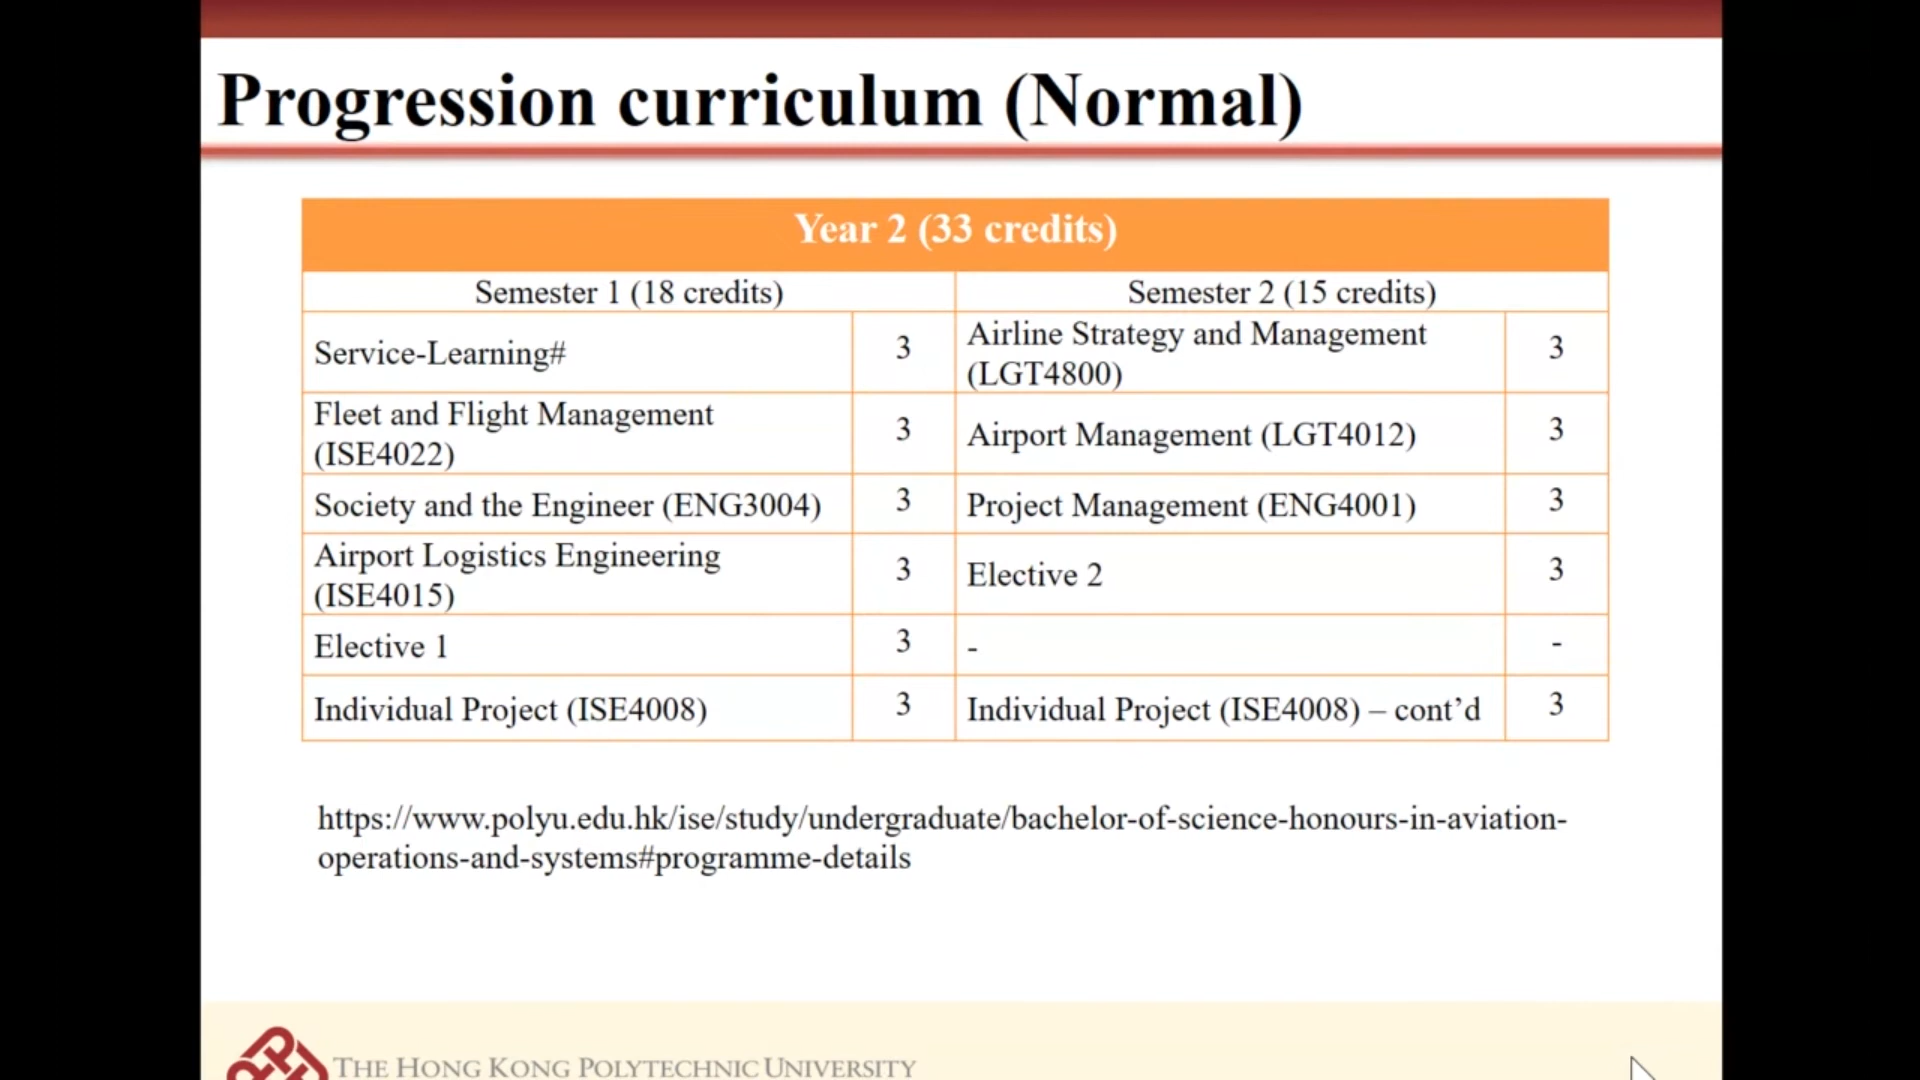 Progression curriculum (Normal)
Year 2 (33 credits)
Semester 1 (18 credits)
Semester 2 (15 credits)
Service-Learning#
3
Airline Strategy and Management
(LGT4800)
3
Fleet and Flight Management
(ISE4022)
3
Airport Management (LGT4012)
3
Society and the Engineer (ENG3004)
3
Project Management (ENG4001)
3
Airport Logistics Engineering
(ISE4015)
3
Elective 2
3
Elective 1
3
-
-
Individual Project (ISE4008)
3
Individual Project (ISE4008) – cont’d
3
https://www.polyu.edu.hk/ise/study/undergraduate/bachelor-of-science-honours-in-aviation-
operations-and-systems#programme-details
THE HONG KONG POLYTECHNIC UNIVERSITY